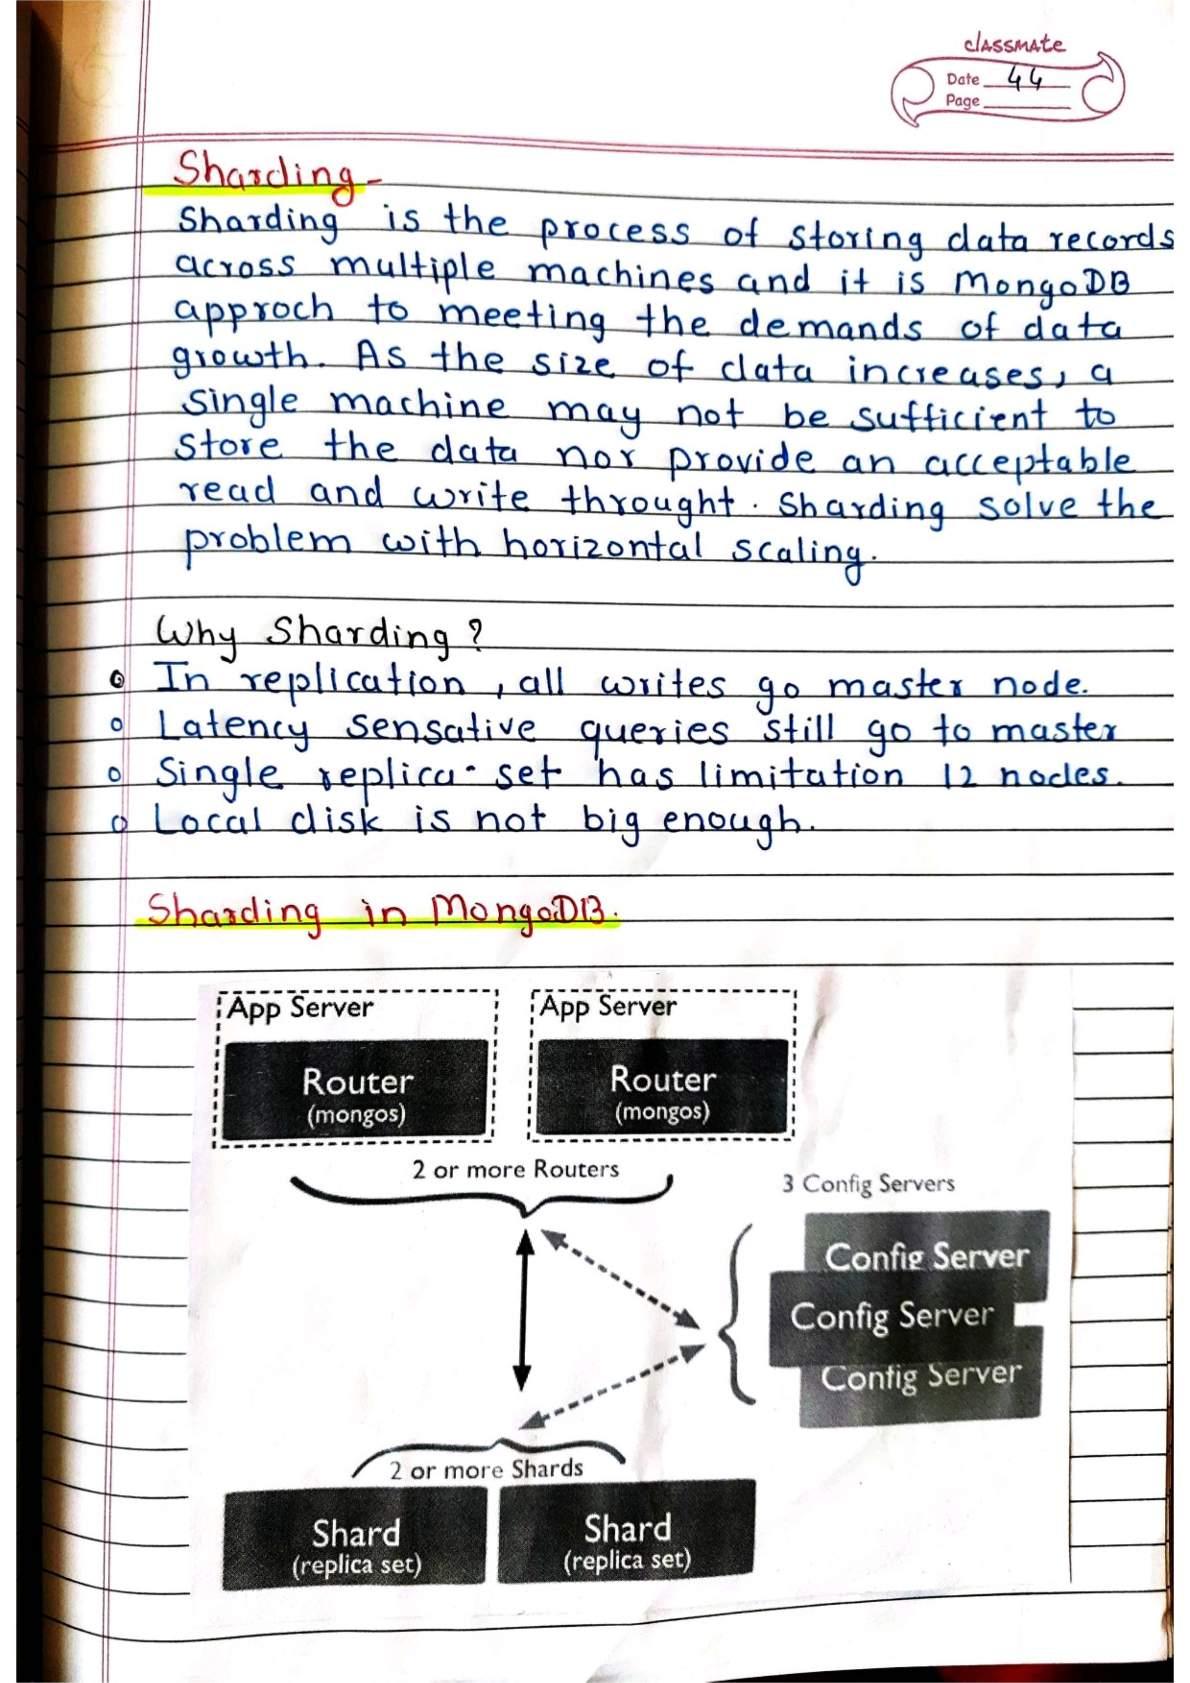 classmate
Date 44
Page
Sharding-
Sharding is the process of storing data records
across multiple machines and it is MongoDB
approch to meeting the demands of data
growth. As the size of data increases, a
single machine may not be sufficient to
store the data nor provide an acceptable
read and write throught. Sharding solve the
problem with horizontal scaling.
Why Sharding?
In replication, all writes go master node.
Latency sensative queries still go to master
Single replica-set has limitation 12 nodes.
Local disk is not big enough.
Sharding in MongoDB.
App Server App Server
Router Router
(mongos) (mongos)
2 or more Routers
3 Config Servers
Config Server
Config Server
Config Server
2 or more Shards
Shard Shard
(replica set) (replica set)